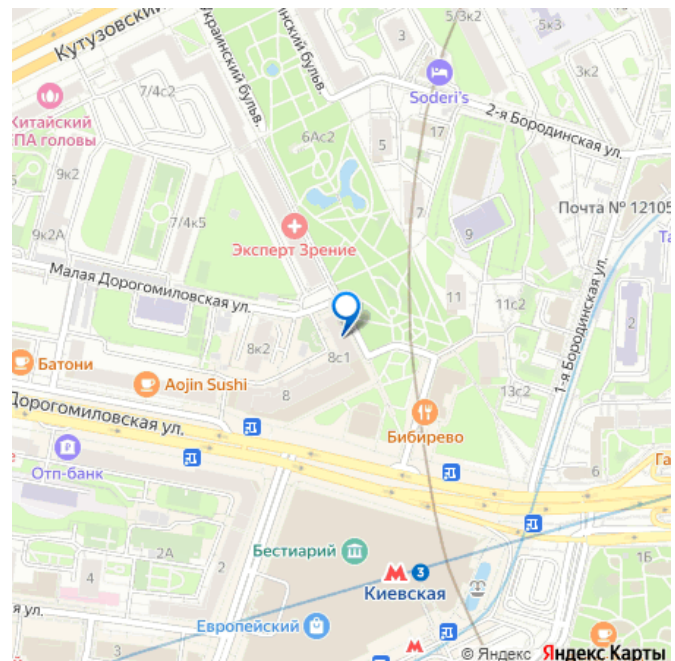 5/3к2
5к3
Кутузовский
Украинский бульв.
3
3к2
7/4с2
Soderi's
2-я Бородинская ул.
Китайский
ПА головы
6Ас2
5
17
9к2
7
Почта № 12105
7/4к5
9
Эксперт Зрение
9к2А
Малая Дорогомиловская ул.
11
11с2
1-я Бородинская ул.
2
8к2
8с1
Батони
Aojin Sushi
8
13с2
Дорогомиловская ул.
Бибирево
6
Га
Отп-банк
2А
Бестиарий
3
Киевская
4
1Б
я ул.
Европейский
© Яндекс Яндекс Карты